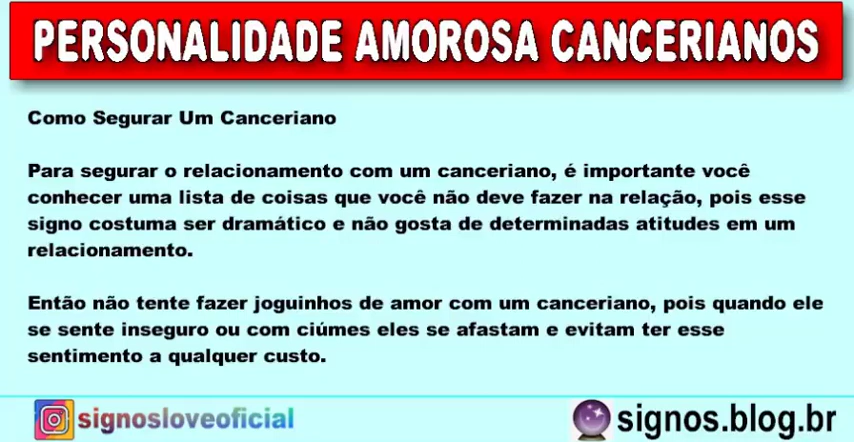 PERSONALIDADE AMOROSA CANCERIANOS
Como Segurar Um Canceriano
Para segurar o relacionamento com um canceriano, é importante você
conhecer uma lista de coisas que você não deve fazer na relação, pois esse
signo costuma ser dramático e não gosta de determinadas atitudes em um
relacionamento.
Então não tente fazer joguinhos de amor com um canceriano, pois quando ele
se sente inseguro ou com ciúmes eles se afastam e evitam ter esse
sentimento a qualquer custo.
signosloveoficial
signos.blog.br